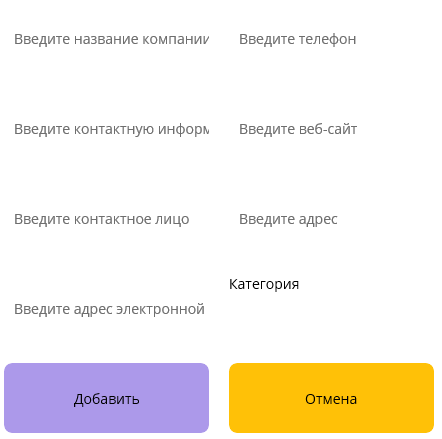 Введите название компании
Введите телефон
Введите контактную информ
Введите веб-сайт
Введите контактное лицо
Введите адрес
Категория
Введите адрес электронной
Добавить
Отмена